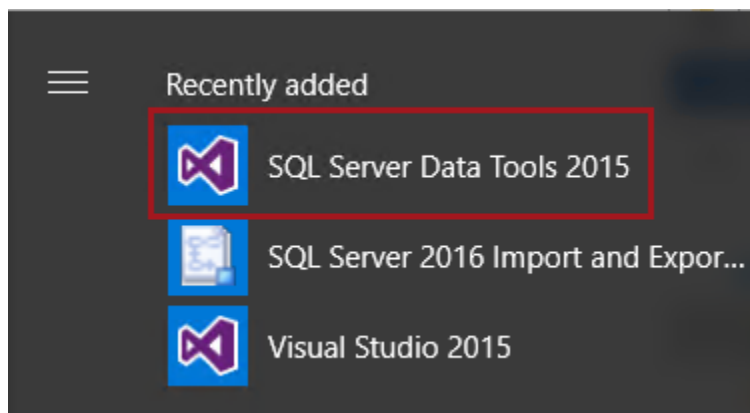 Recently added
SQL Server Data Tools 2015
SQL Server 2016 Import and Expor...
Visual Studio 2015